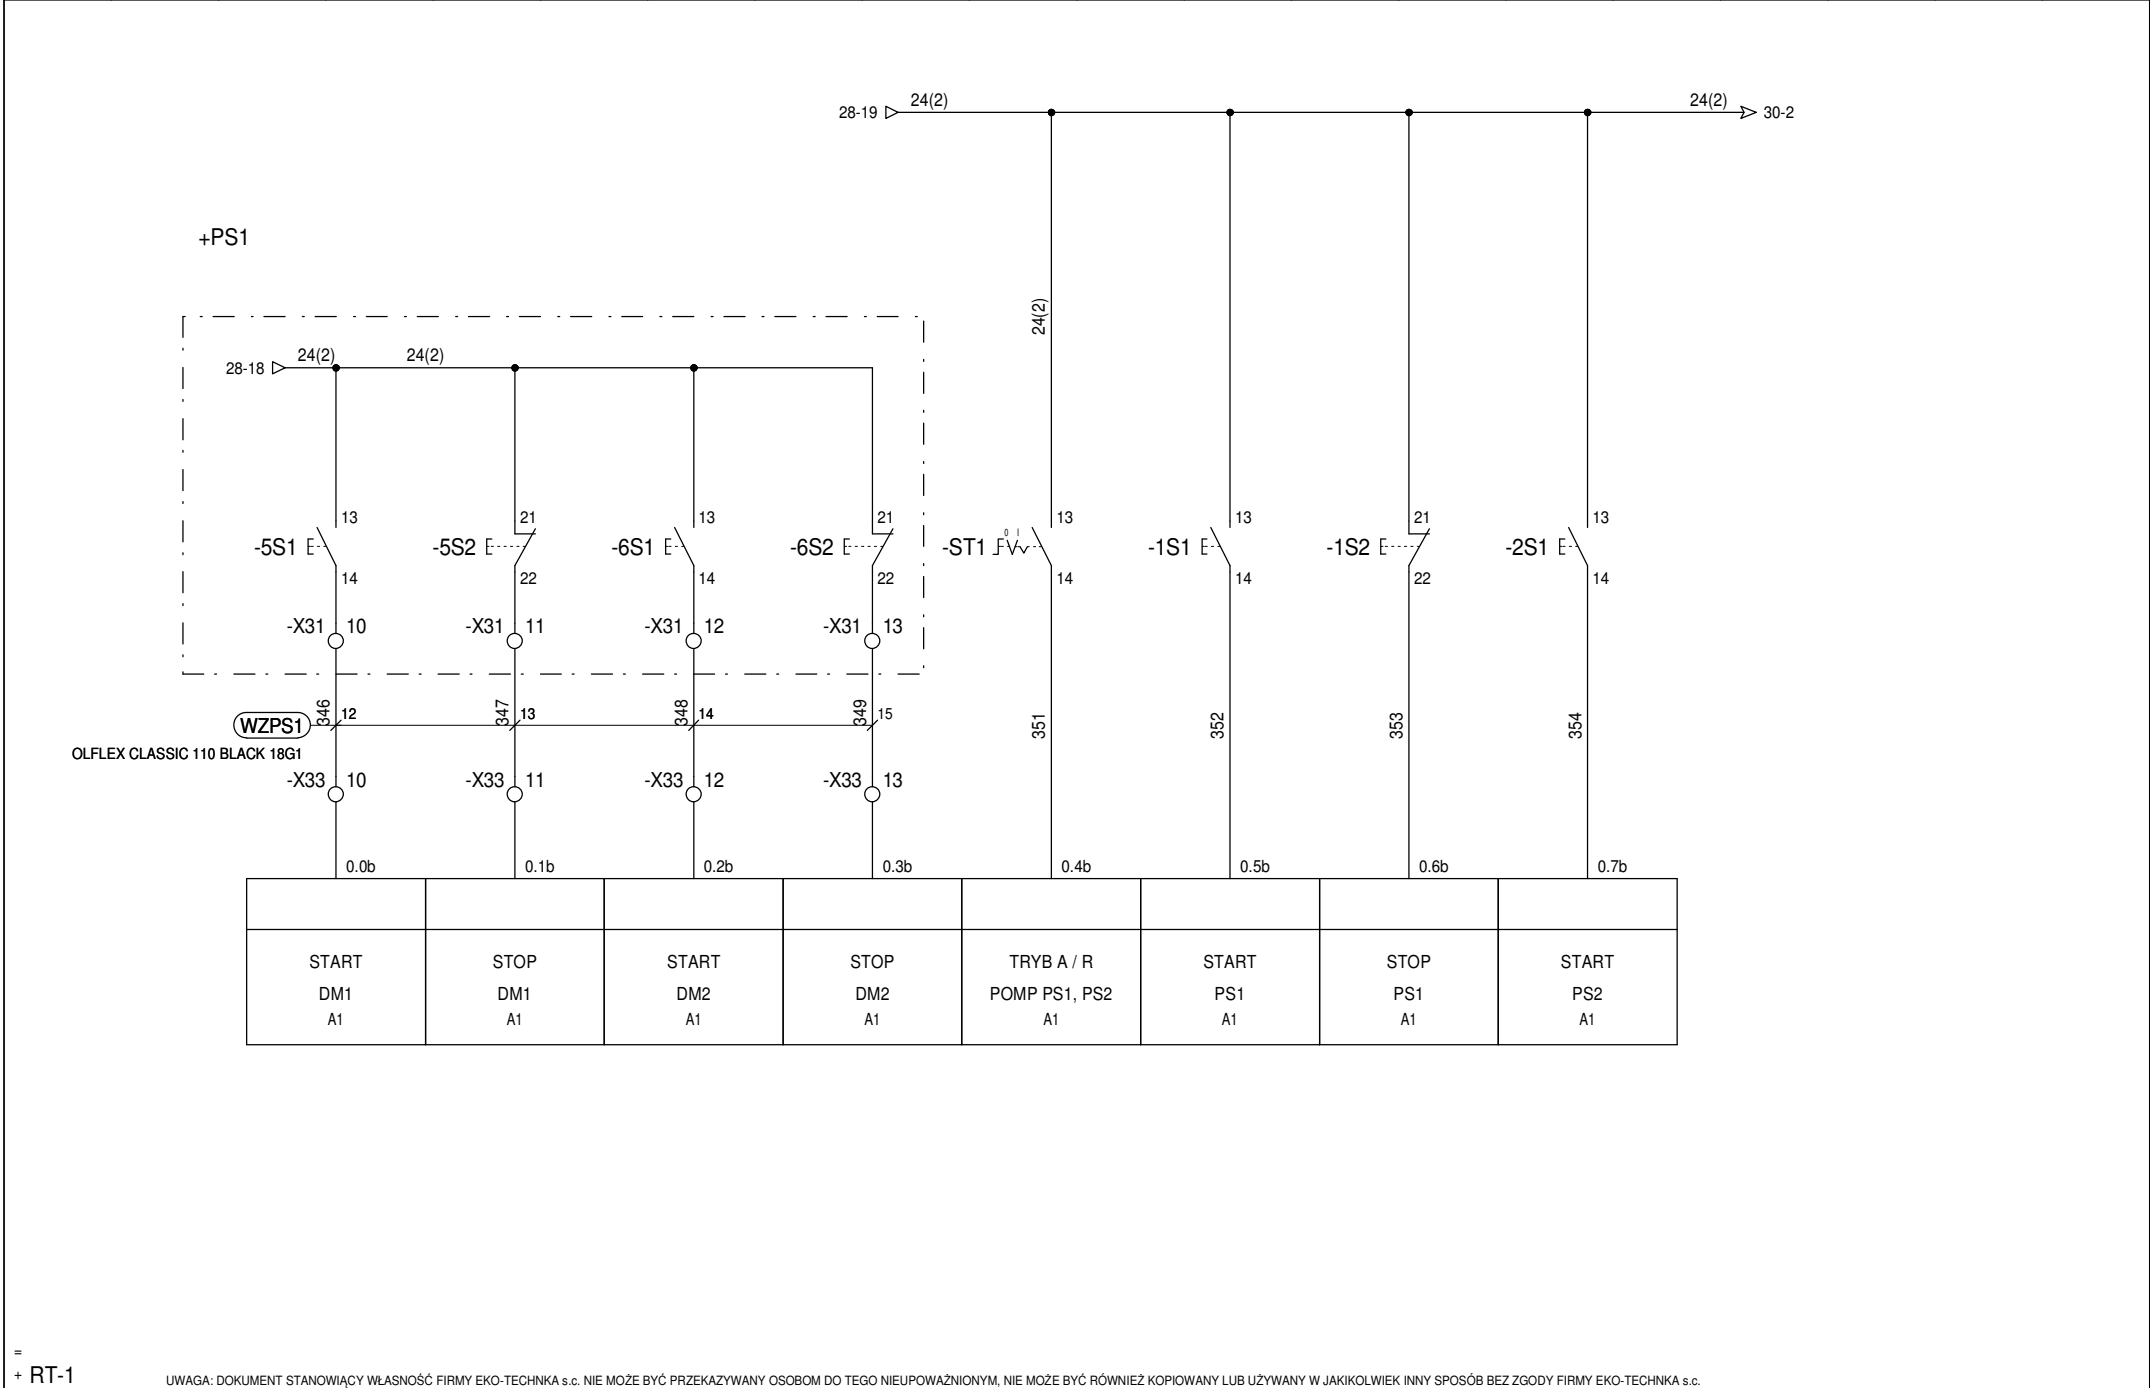 28-19 24(2) 24(2) 30-2
+PS1
24(2)
28-18 24(2) 24(2)
13 21 13 21 13 13 21 13
-5S1 -5S2 -6S1 -6S2 -ST1 0 I -1S1 -1S2 -2S1
14 22 14 22 14 14 22 14
-X31 10 -X31 11 -X31 12 -X31 13
346 347 348 349 351 352 353 354
WZPS1 12 13 14 15
OLFLEX CLASSIC 110 BLACK 18G1
-X33 10 -X33 11 -X33 12 -X33 13
0.0b 0.1b 0.2b 0.3b 0.4b 0.5b 0.6b 0.7b
START STOP START STOP TRYB A / R START STOP START
DM1 DM1 DM2 DM2 POMP PS1, PS2 PS1 PS1 PS2
A1 A1 A1 A1 A1 A1 A1 A1
=
+ RT-1
UWAGA: DOKUMENT STANOWIĄCY WŁASNOŚĆ FIRMY EKO-TECHNKA s.c. NIE MOŻE BYĆ PRZEKAZYWANY OSOBOM DO TEGO NIEUPOWAŻNIONYM, NIE MOŻE BYĆ RÓWNIEŻ KOPIOWANY LUB UŻYWANY W JAKIKOLWIEK INNY SPOSÓB BEZ ZGODY FIRMY EKO-TECHNKA s.c.